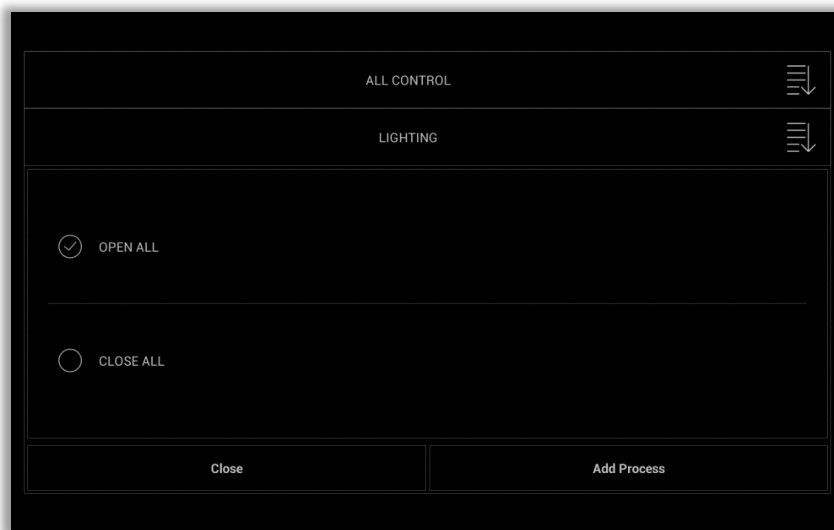 ALL CONTROL
LIGHTING
OPEN ALL
CLOSE ALL
Close
Add Process